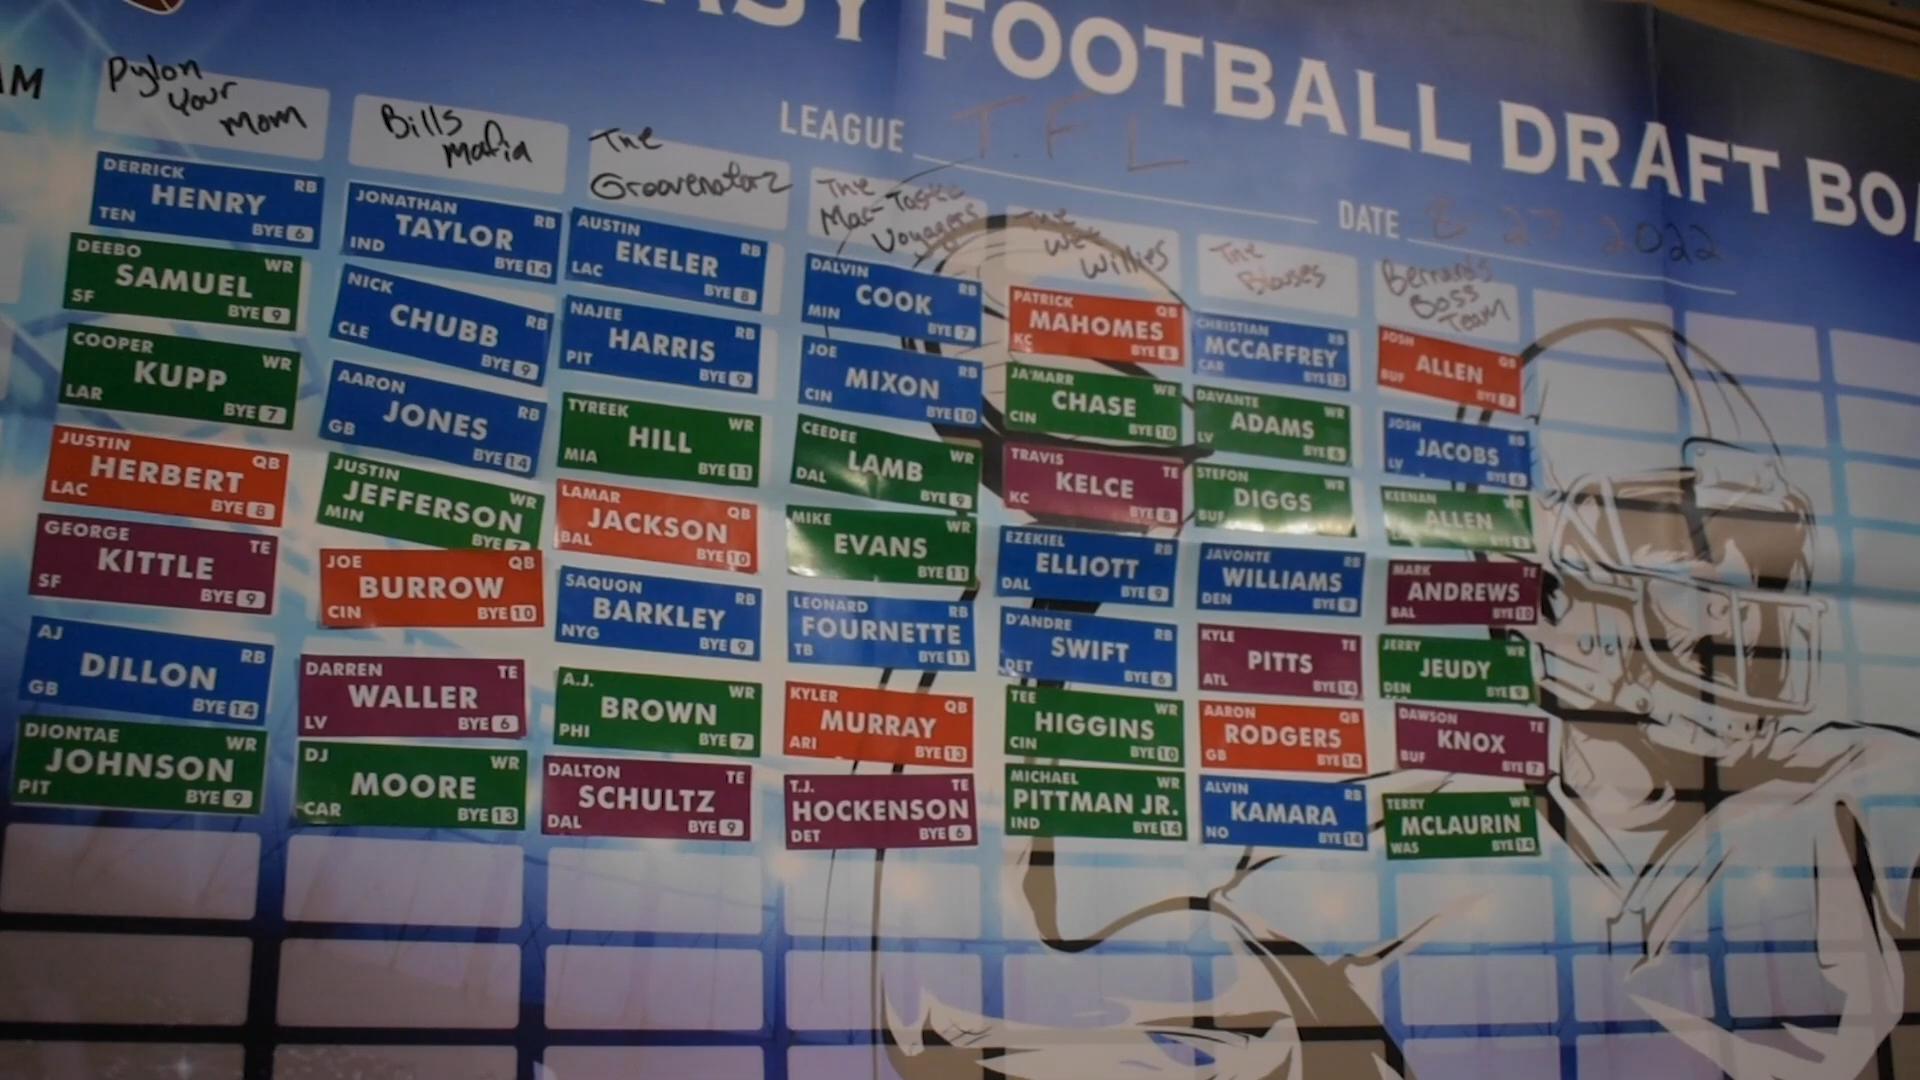 FOOTBALL DRAFT
LEAGUE T.F.L
DATE 8 27 2022
Pylon
Your
Mom
DERRICK RB
HENRY
TEN BYE 6
DEEBO WR
SAMUEL
SF BYE 9
COOPER WR
KUPP
LAR BYE 7
JUSTIN QB
HERBERT
LAC BYE 8
GEORGE TE
KITTLE
SF BYE 9
AJ RB
DILLON
GB BYE 14
DIONTAE WR
JOHNSON
PIT BYE 9
Bills
Mafia
JONATHAN RB
TAYLOR
IND BYE 14
NICK RB
CHUBB
CLE BYE 9
AARON RB
JONES
GB BYE 14
JUSTIN WR
JEFFERSON
MIN BYE 7
JOE QB
BURROW
CIN BYE 10
DARREN TE
WALLER
LV BYE 6
DJ WR
MOORE
CAR BYE 13
The
Groovenatorz
AUSTIN RB
EKELER
LAC BYE 8
NAJEE RB
HARRIS
PIT BYE 9
TYREEK WR
HILL
MIA BYE 11
LAMAR QB
JACKSON
BAL BYE 10
SAQUON RB
BARKLEY
NYG BYE 9
A.J. WR
BROWN
PHI BYE 7
DALTON TE
SCHULTZ
DAL BYE 9
The
Mac-Tastic
Voyagers
DALVIN RB
COOK
MIN BYE 7
JOE RB
MIXON
CIN BYE 10
CEEDEE WR
LAMB
DAL BYE 9
MIKE WR
EVANS
BYE 11
LEONARD RB
FOURNETTE
TB BYE 11
KYLER QB
MURRAY
ARI BYE 13
T.J. TE
HOCKENSON
DET BYE 6
The
Wet
Willies
PATRICK QB
MAHOMES
KC BYE 8
JA'MARR WR
CHASE
CIN BYE 10
TRAVIS TE
KELCE
KC BYE 8
EZEKIEL RB
ELLIOTT
DAL BYE 9
D'ANDRE RB
SWIFT
DET BYE 6
TEE WR
HIGGINS
CIN BYE 10
MICHAEL WR
PITTMAN JR.
IND BYE 14
The
Blouses
CHRISTIAN RB
MCCAFFREY
CAR BYE 13
DAVANTE WR
ADAMS
LV BYE 6
STEFON WR
DIGGS
BUF BYE
JAVONTE RB
WILLIAMS
DEN BYE 9
KYLE TE
PITTS
ATL BYE 14
AARON QB
RODGERS
GB BYE 14
ALVIN RB
KAMARA
NO BYE 14
Bernard's
Boss
Team
JOSH QB
ALLEN
BUF BYE 7
JOSH RB
JACOBS
LV BYE 6
KEENAN WR
ALLEN
BYE 8
MARK TE
ANDREWS
BAL BYE 10
JERRY WR
JEUDY
DEN BYE 9
DAWSON TE
KNOX
BUF BYE 7
TERRY WR
MCLAURIN
WAS BYE 14